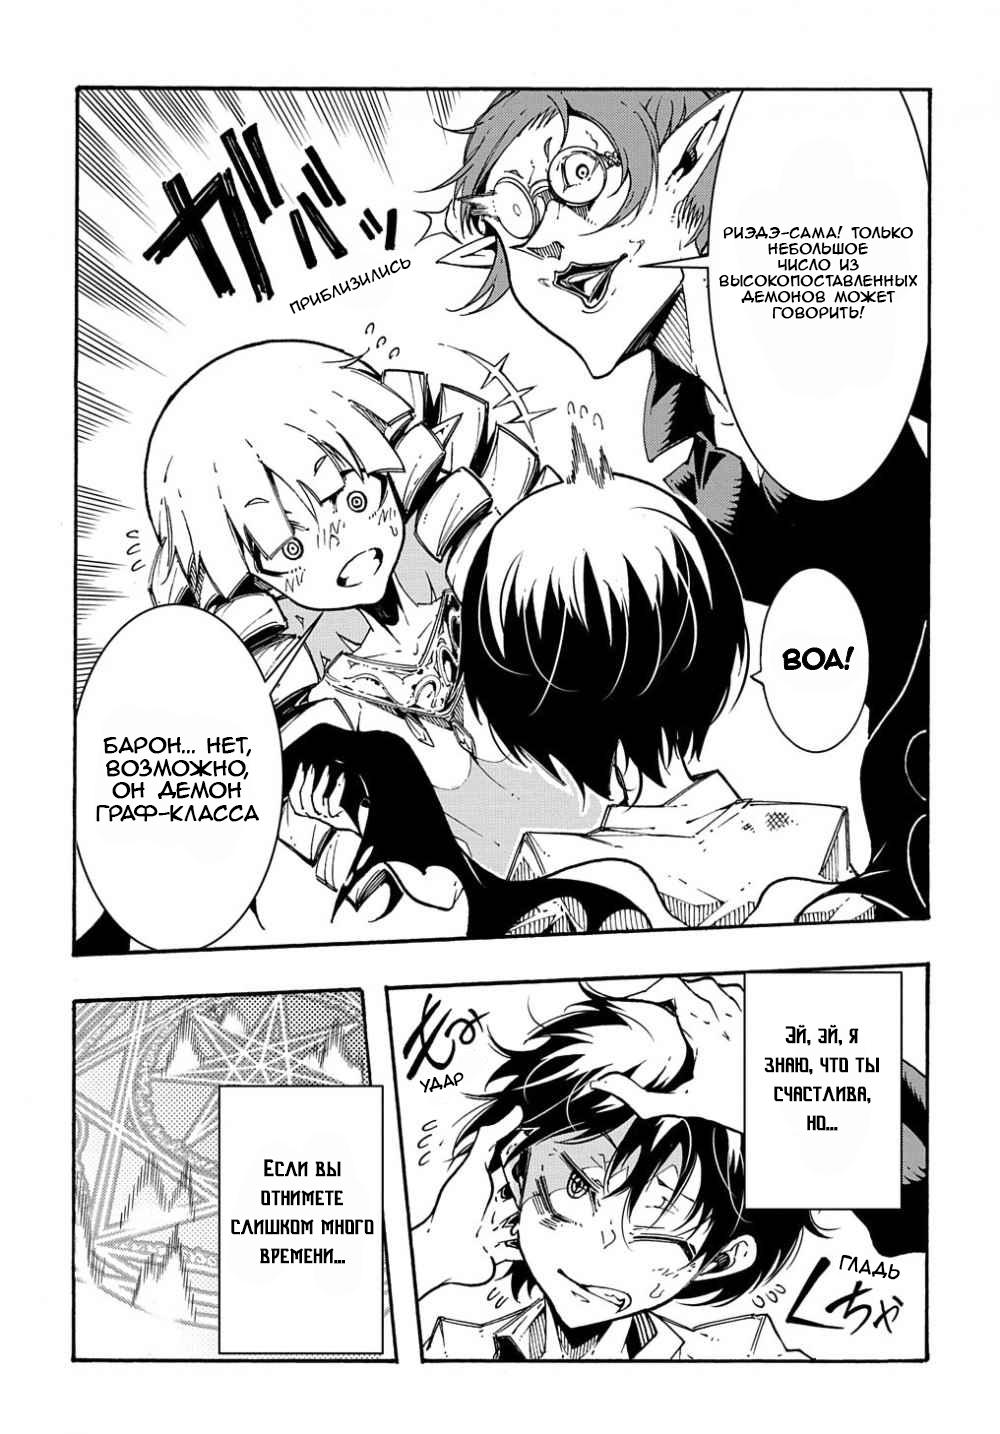 РИЭДЭ-САМА! ТОЛЬКО
НЕБОЛЬШОЕ
ЧИСЛО ИЗ
ВЫСОКОПОСТАВЛЕННЫХ
ДЕМОНОВ МОЖЕТ
ГОВОРИТЬ!
ガバッ
ПРИБЛИЗИЛИСЬ
ВОА!
БАРОН... НЕТ,
ВОЗМОЖНО,
ОН ДЕМОН
ГРАФ-КЛАССА
ЭЙ, ЭЙ, Я
ЗНАЮ, ЧТО ТЫ
СЧАСТЛИВА,
НО...
УДАР
ГЛАДЬ
くちゃ
ЕСЛИ ВЫ
ОТНИМЕТЕ
СЛИШКОМ МНОГО
ВРЕМЕНИ...